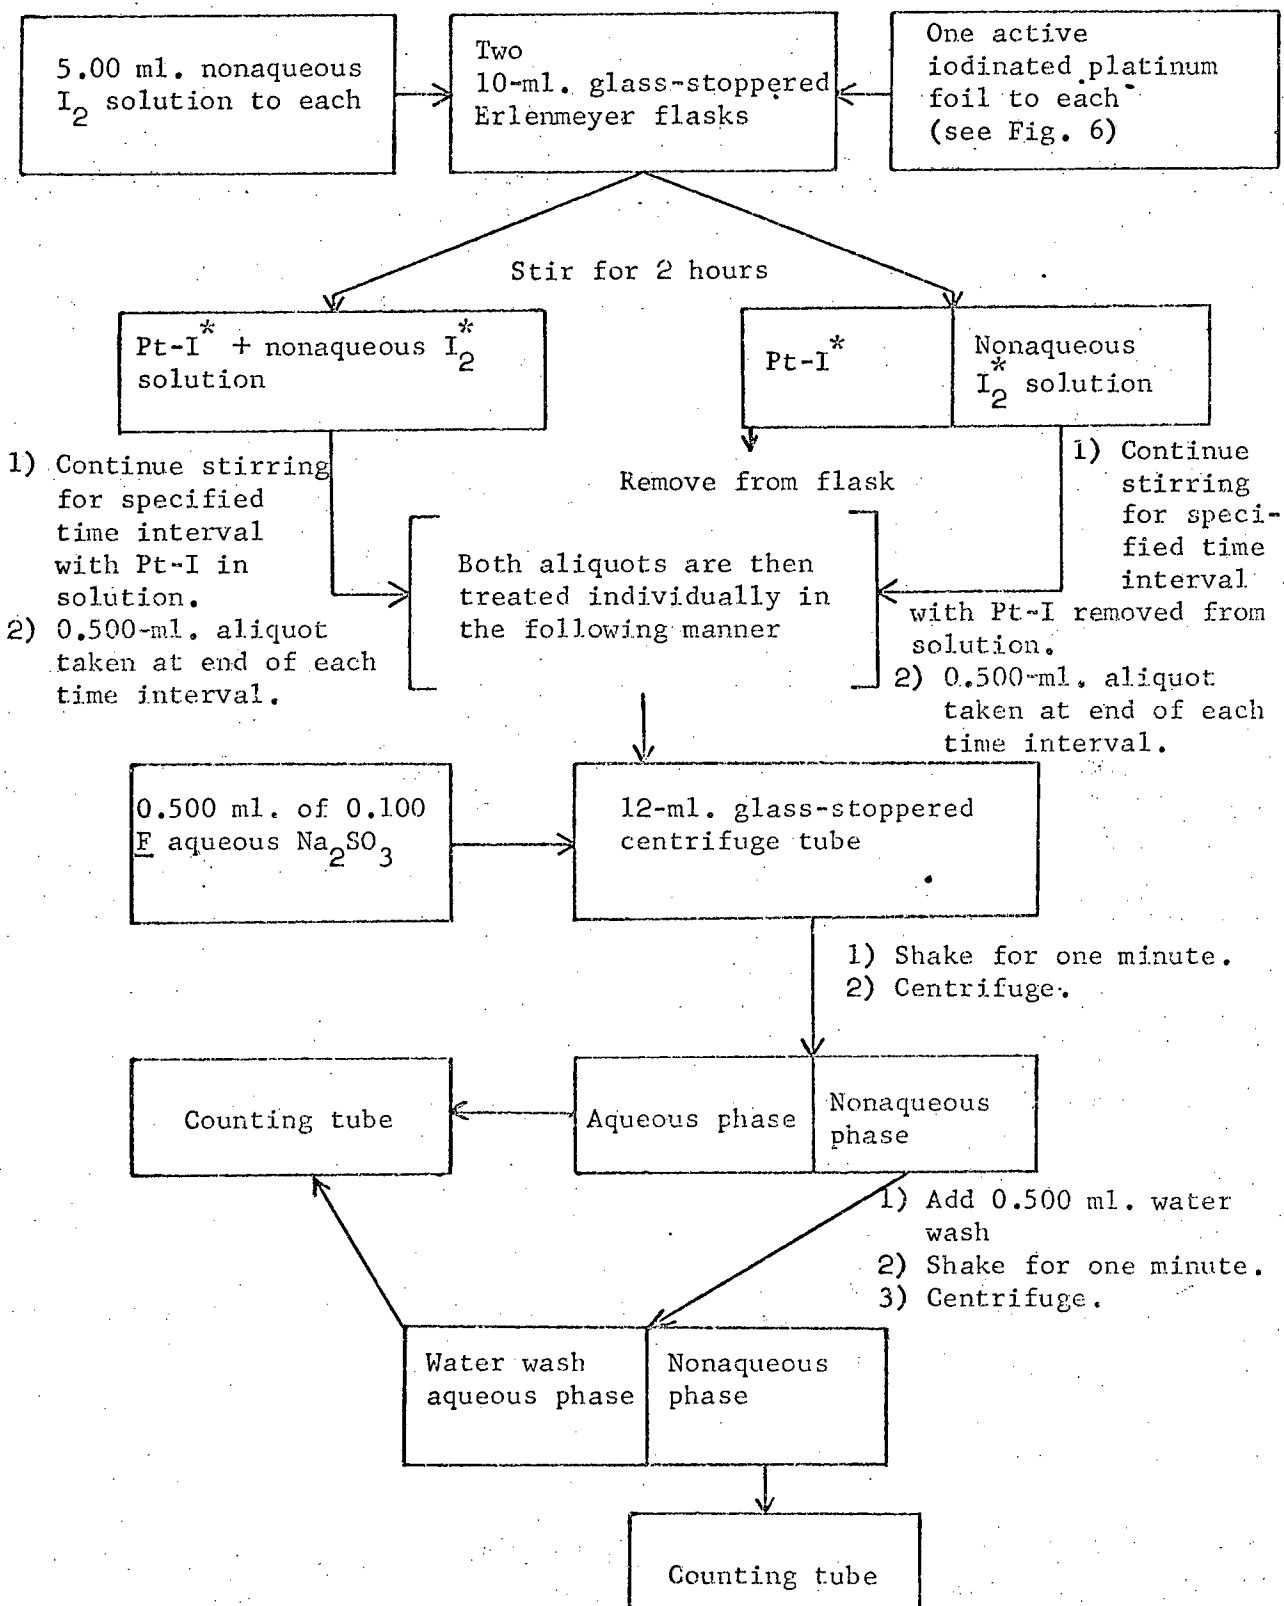 5.00 ml. nonaqueous
I2 solution to each
Two
10-ml. glass-stoppered
Erlenmeyer flasks
One active
iodinated platinum
foil to each
(see Fig. 6)
Stir for 2 hours
Pt-I* + nonaqueous I2*
solution
Pt-I*
Nonaqueous
I2* solution
Remove from flask
1) Continue stirring
for specified
time interval
with Pt-I in
solution.
2) 0.500-ml. aliquot
taken at end of each
time interval.
Both aliquots are then
treated individually in
the following manner
1) Continue
stirring
for speci-
fied time
interval
with Pt-I removed from
solution.
2) 0.500-ml. aliquot
taken at end of each
time interval.
0.500 ml. of 0.100
F aqueous Na2SO3
12-ml. glass-stoppered
centrifuge tube
1) Shake for one minute.
2) Centrifuge.
Counting tube
Aqueous phase
Nonaqueous
phase
1) Add 0.500 ml. water
wash
2) Shake for one minute.
3) Centrifuge.
Water wash
aqueous phase
Nonaqueous
phase
Counting tube